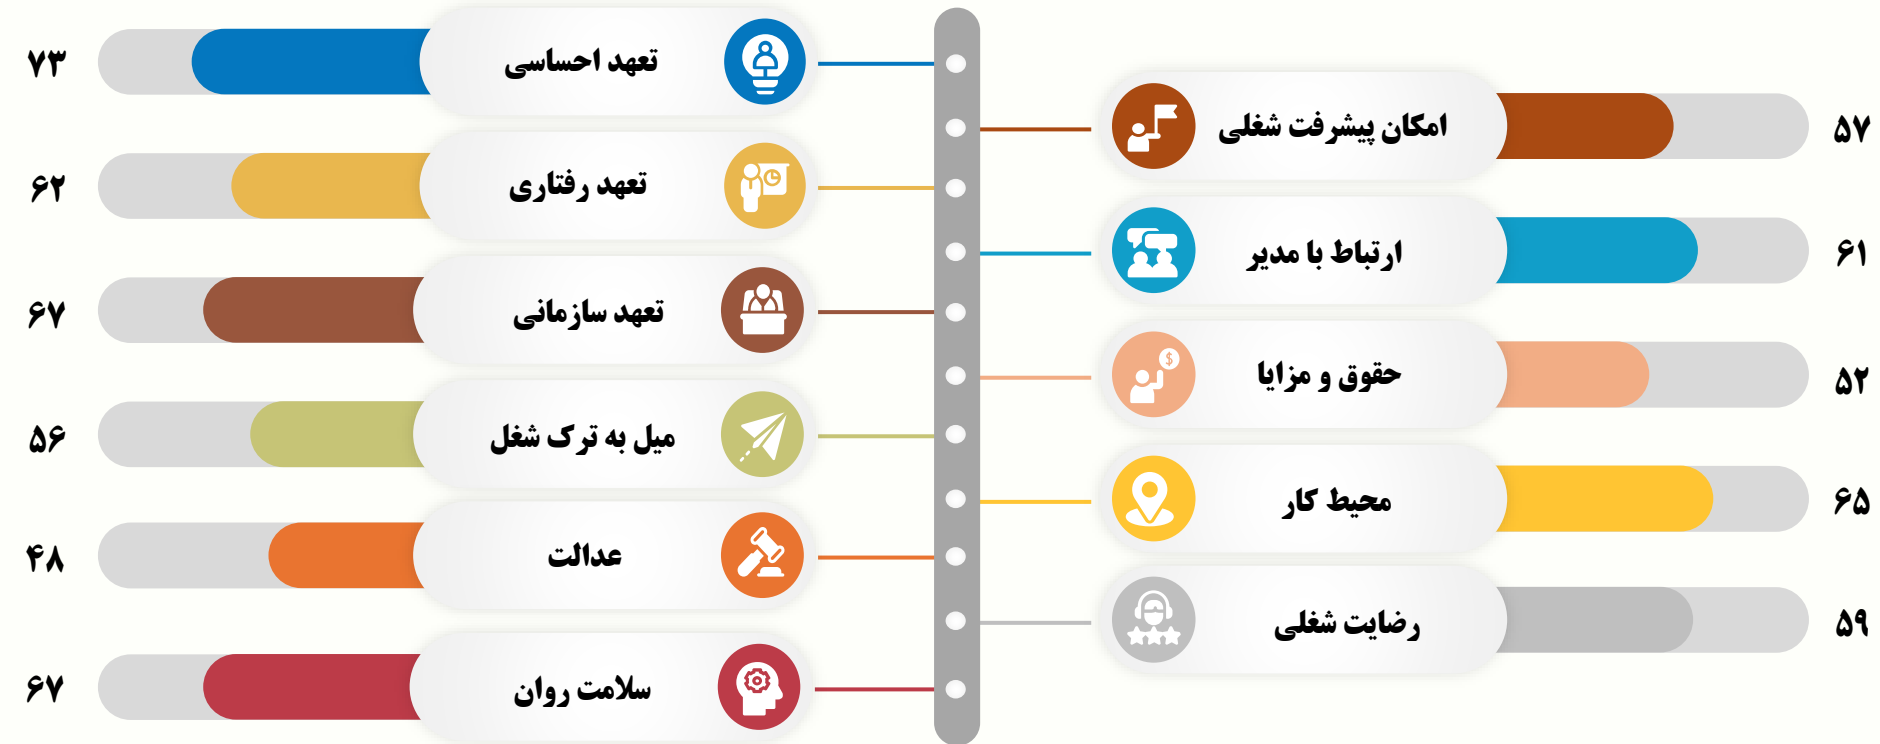 امکان پیشرفت شغلی
۵۷
ارتباط با مدیر
۶۱
حقوق و مزایا
۵۲
محیط کار
۶۵
رضایت شغلی
۵۹
تعهد احساسی
۷۳
تعهد رفتاری
۶۲
تعهد سازمانی
۶۷
میل به ترک شغل
۵۶
عدالت
۴۸
سلامت روان
۶۷